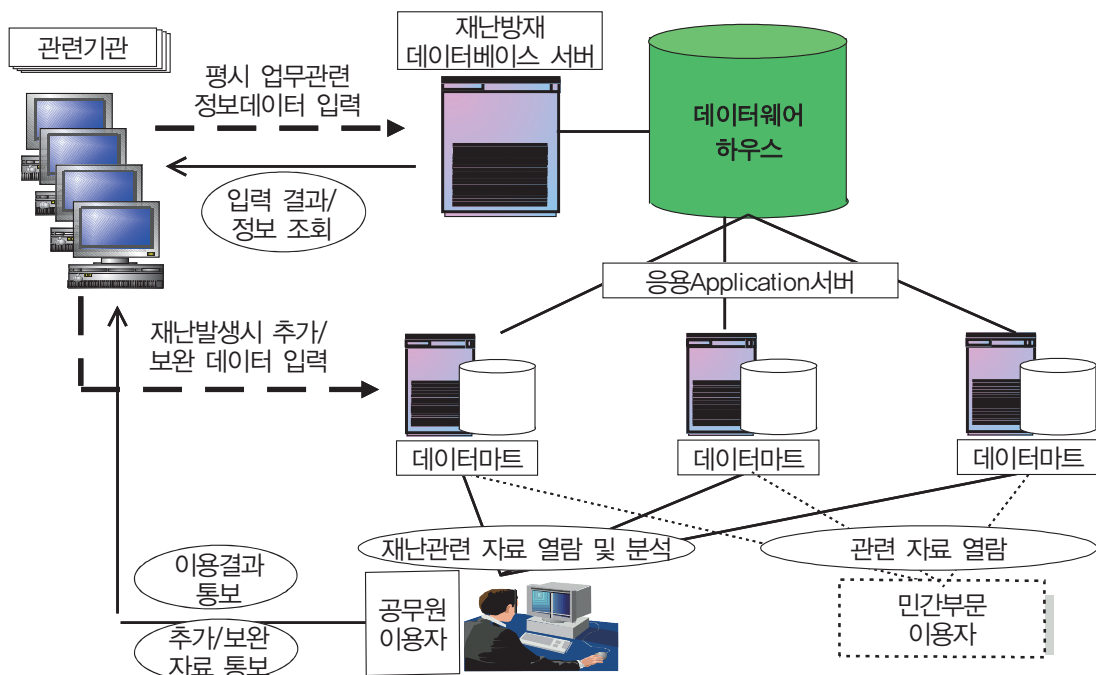 관련기관
재난방재
데이터베이스 서버
평시 업무관련
정보데이터 입력
데이터웨어
하우스
입력 결과/
정보 조회
응용Application서버
재난발생시 추가/
보완 데이터 입력
데이터마트
데이터마트
데이터마트
재난관련 자료 열람 및 분석
관련 자료 열람
이용결과
통보
공무원
이용자
민간부문
이용자
추가/보완
자료 통보